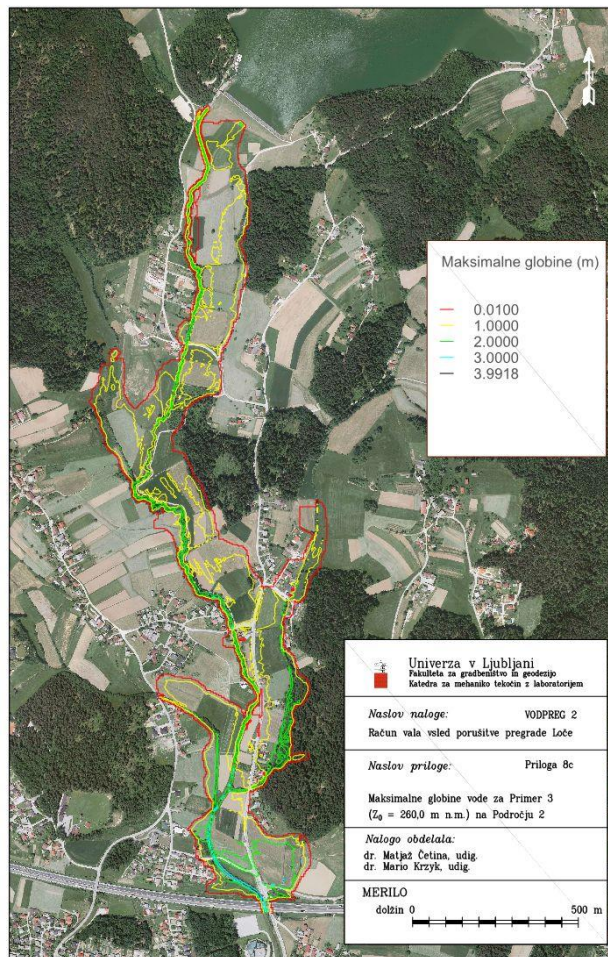 Maksimalne globine (m)
0.0100
1.0000
2.0000
3.0000
3.9918
Univerza v Ljubljani
Fakulteta za gradbeništvo in geodezijo
Katedra za mehaniko tekočin z laboratorijem
Naslov naloge: VODPREG 2
Račun vala vsled porušitve pregrade Loče
Naslov priloge: Priloga 8c
Maksimalne globine vode za Primer 3
(Z₀ = 260,0 m n.m.) na Področju 2
Nalogo obdelala:
dr. Matjaž Četina, udig.
dr. Mario Krzyk, udig.
MERILO
dolžin 0 500 m